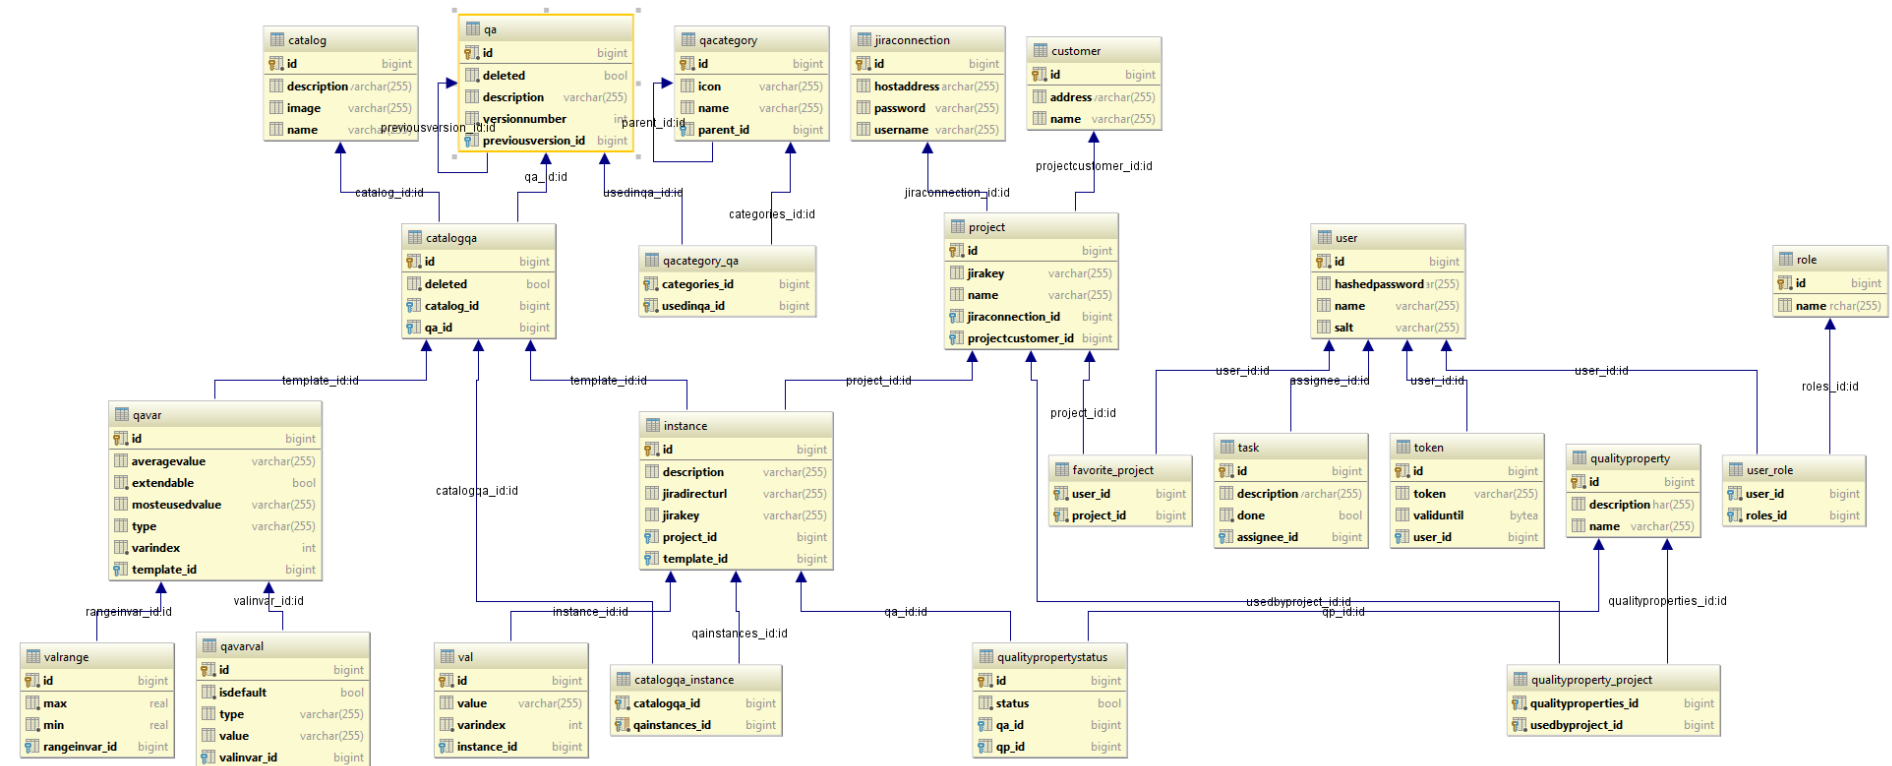 catalog
id bigint
description varchar(255)
image varchar(255)
name varchar(255)
qa
id bigint
deleted bool
description varchar(255)
versionnumber int
previousversion_id bigint
previousversion_id:id
qacategory
id bigint
icon varchar(255)
name varchar(255)
parent_id bigint
parent_id:id
jiraconnection
id bigint
hostaddress varchar(255)
password varchar(255)
username varchar(255)
customer
id bigint
address varchar(255)
name varchar(255)
catalog_id:id
qa_id:id
usedinqa_id:id
categories_id:id
jiraconnection_id:id
projectcustomer_id:id
catalogqa
id bigint
deleted bool
catalog_id bigint
qa_id bigint
qacategory_qa
categories_id bigint
usedinqa_id bigint
project
id bigint
jirakey varchar(255)
name varchar(255)
jiraconnection_id bigint
projectcustomer_id bigint
user
id bigint
hashedpassword ar(255)
name varchar(255)
salt varchar(255)
role
id bigint
name rchar(255)
template_id:id
template_id:id
project_id:id
project_id:id
user_id:id
assignee_id:id
user_id:id
user_id:id
roles_id:id
catalogqa_id:id
qavar
id bigint
averagevalue varchar(255)
extendable bool
mosteusedvalue varchar(255)
type varchar(255)
varindex int
template_id bigint
instance
id bigint
description varchar(255)
jiradirecturl varchar(255)
jirakey varchar(255)
project_id bigint
template_id bigint
favorite_project
user_id bigint
project_id bigint
task
id bigint
description varchar(255)
done bool
assignee_id bigint
token
id bigint
token varchar(255)
validuntil bytea
user_id bigint
qualityproperty
id bigint
description har(255)
name varchar(255)
user_role
user_id bigint
roles_id bigint
rangeinvar_id:id
valinvar_id:id
instance_id:id
qainstances_id:id
qa_id:id
usedbyproject_id:id
qp_id:id
qualityproperties_id:id
valrange
id bigint
max real
min real
rangeinvar_id bigint
qavarval
id bigint
isdefault bool
type varchar(255)
value varchar(255)
valinvar_id bigint
val
id bigint
value varchar(255)
varindex int
instance_id bigint
catalogqa_instance
catalogqa_id bigint
qainstances_id bigint
qualitypropertystatus
id bigint
status bool
qa_id bigint
qp_id bigint
qualityproperty_project
qualityproperties_id bigint
usedbyproject_id bigint